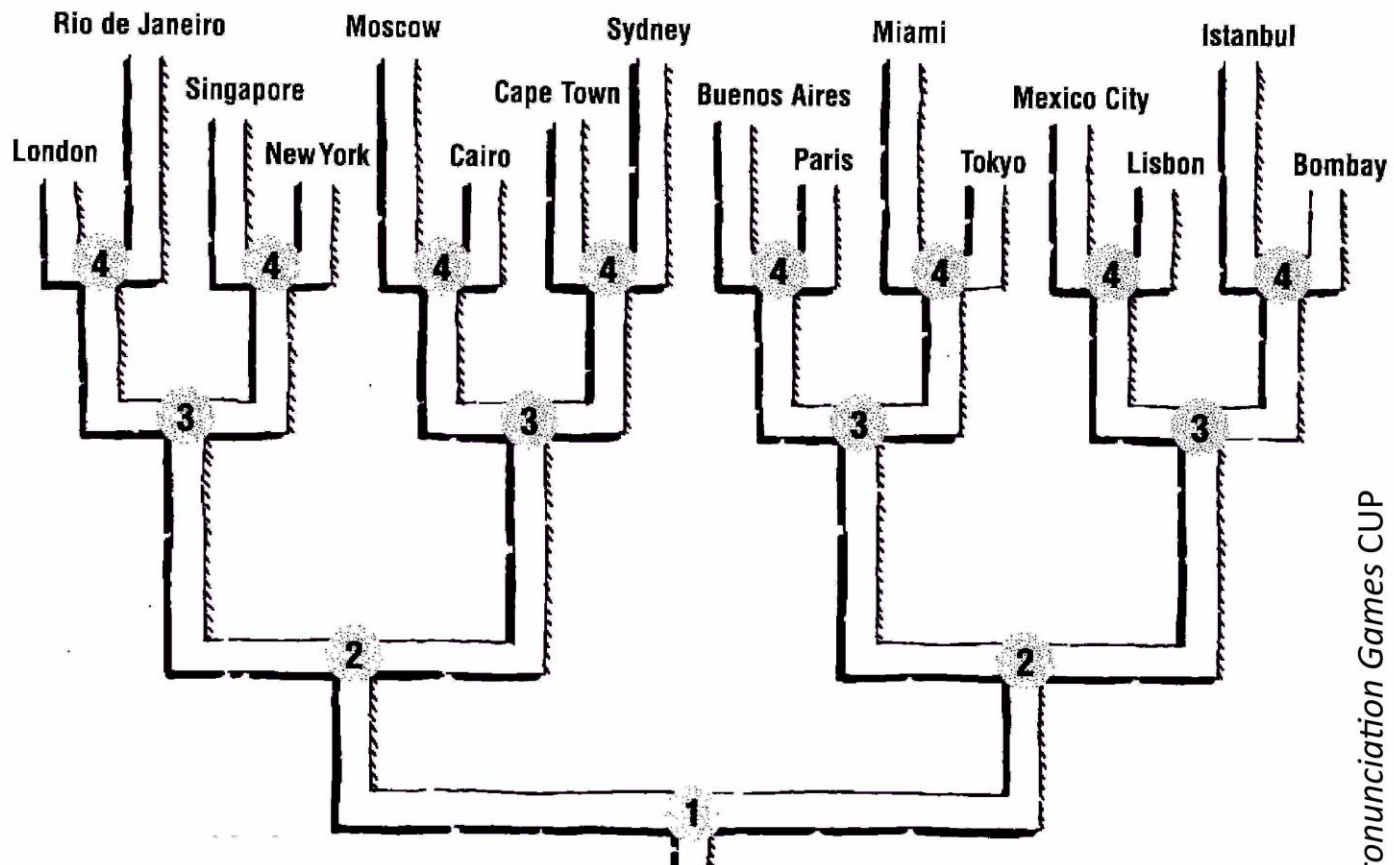 Rio de Janeiro
Moscow
Sydney
Miami
Istanbul
Singapore
Cape Town
Buenos Aires
Mexico City
London
New York
Cairo
Paris
Tokyo
Lisbon
Bombay
4 4 4 4 4 4 4 4
3 3 3 3
2 2
1
Games CUP